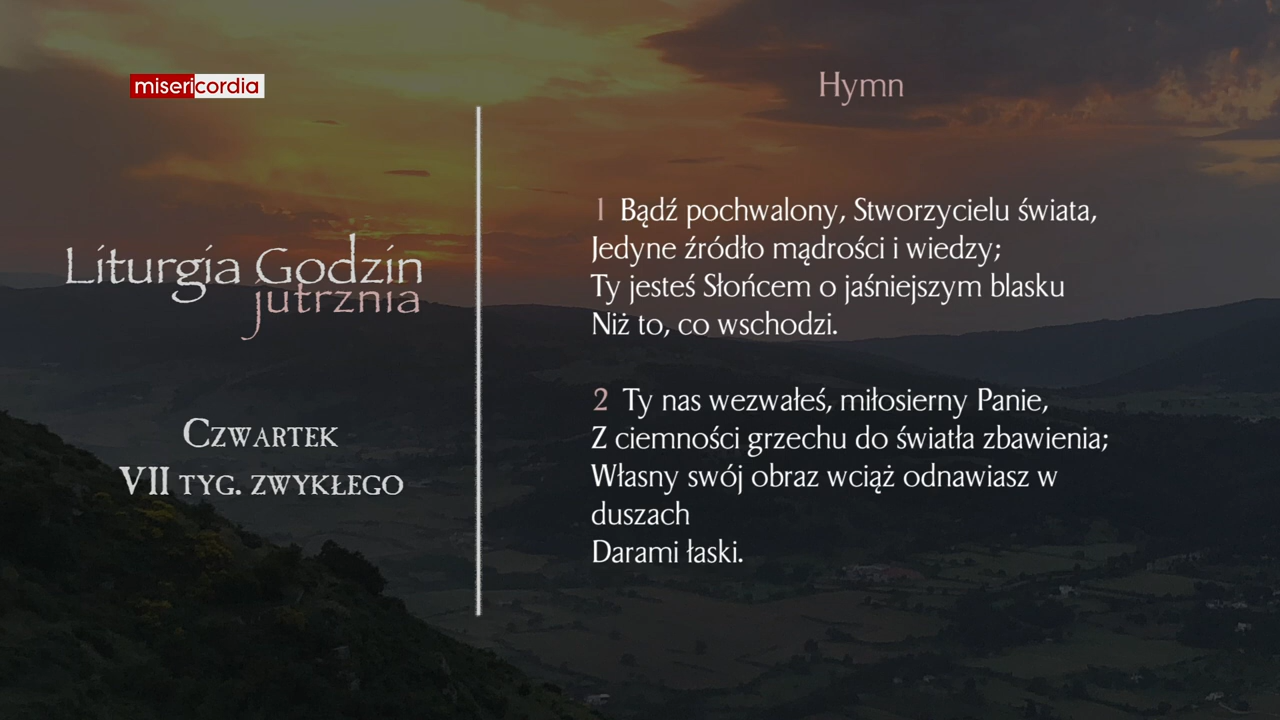 misericordia
Liturgia Godzin
jutrznia
Czwartek
VII tyg. zwykłego
Hymn
1 Bądź pochwalony, Stworzycielu świata,
Jedyne źródło mądrości i wiedzy;
Ty jesteś Słońcem o jaśniejszym blasku
Niż to, co wschodzi.
2 Ty nas wezwałeś, miłosierny Panie,
Z ciemności grzechu do światła zbawienia;
Własny swój obraz wciąż odnawiasz w
duszach
Darami łaski.